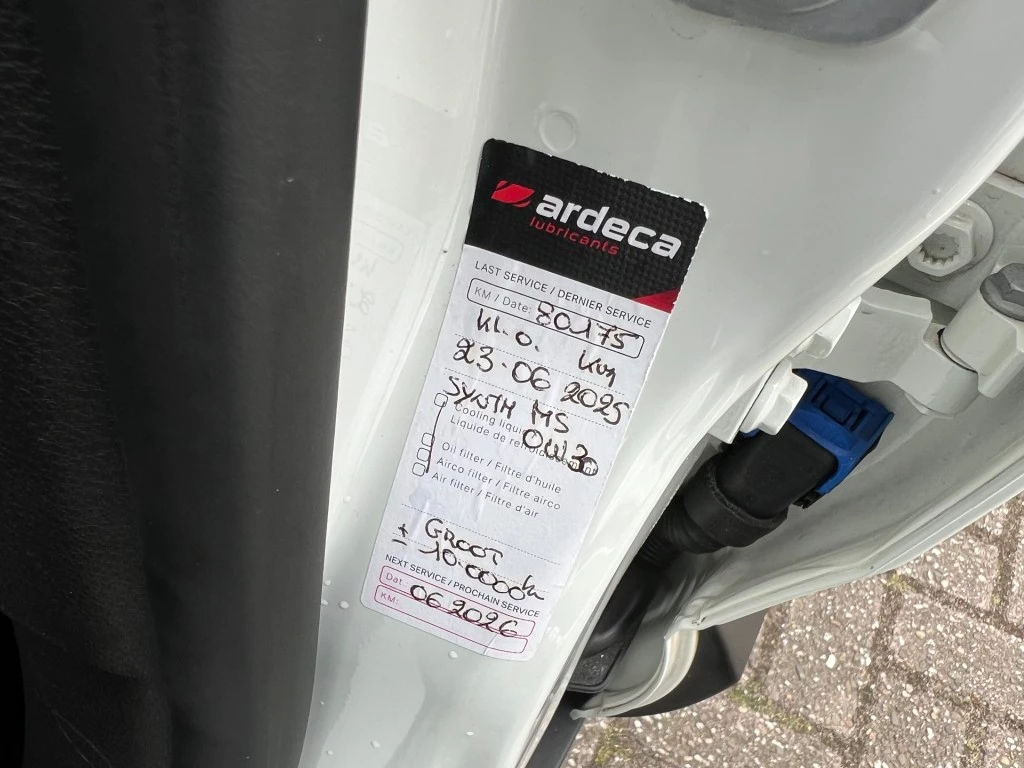 ardeca
lubricants
LAST SERVICE / DERNIER SERVICE
KM / Date: 80175
kl.o. km
23.06 2025
SYNTH MS
Cooling liquid
0W30
Liquide de refroidissement
Oil filter / Filtre d'huile
Airco filter / Filtre airco
Air filter / Filtre d'air
GROOT
± 10.000
NEXT SERVICE / PROCHAIN SERVICE
Dat.: 06 2026
KM: